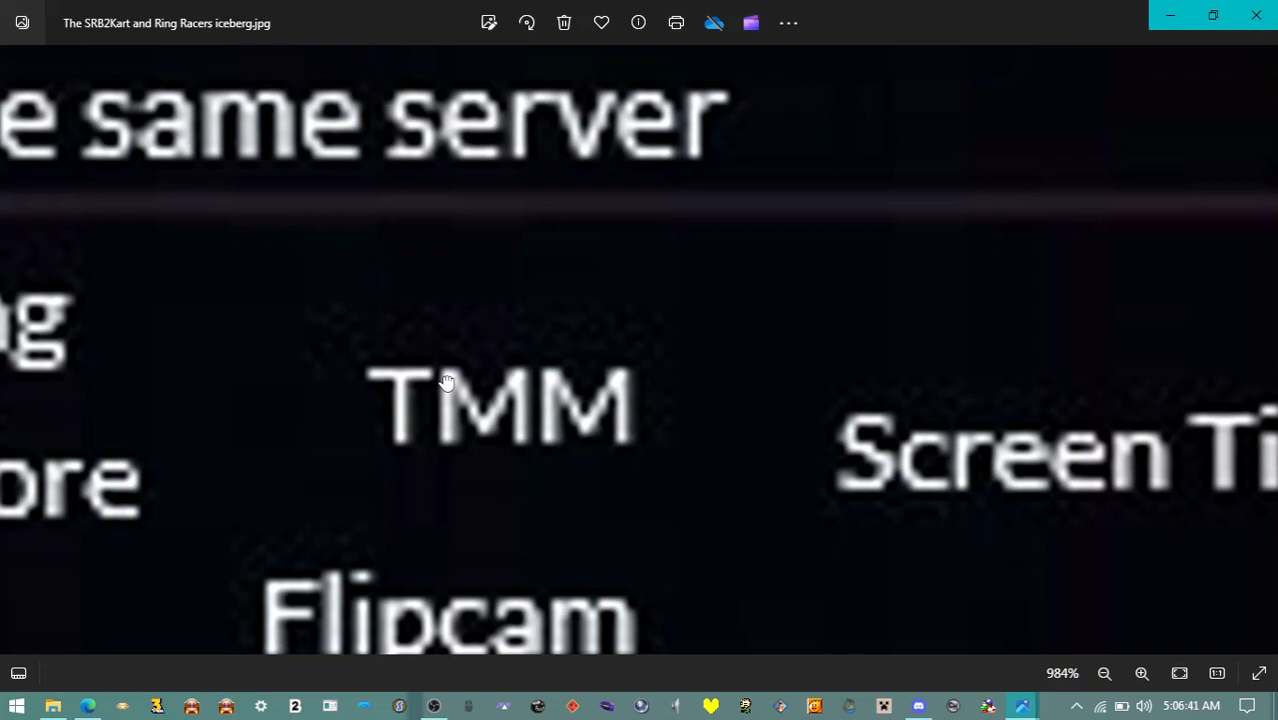 The SRB2Kart and Ring Racers iceberg.jpg
e same server
TMM
Screen Ti
ore
Flipcam
984%
5:06:41 AM